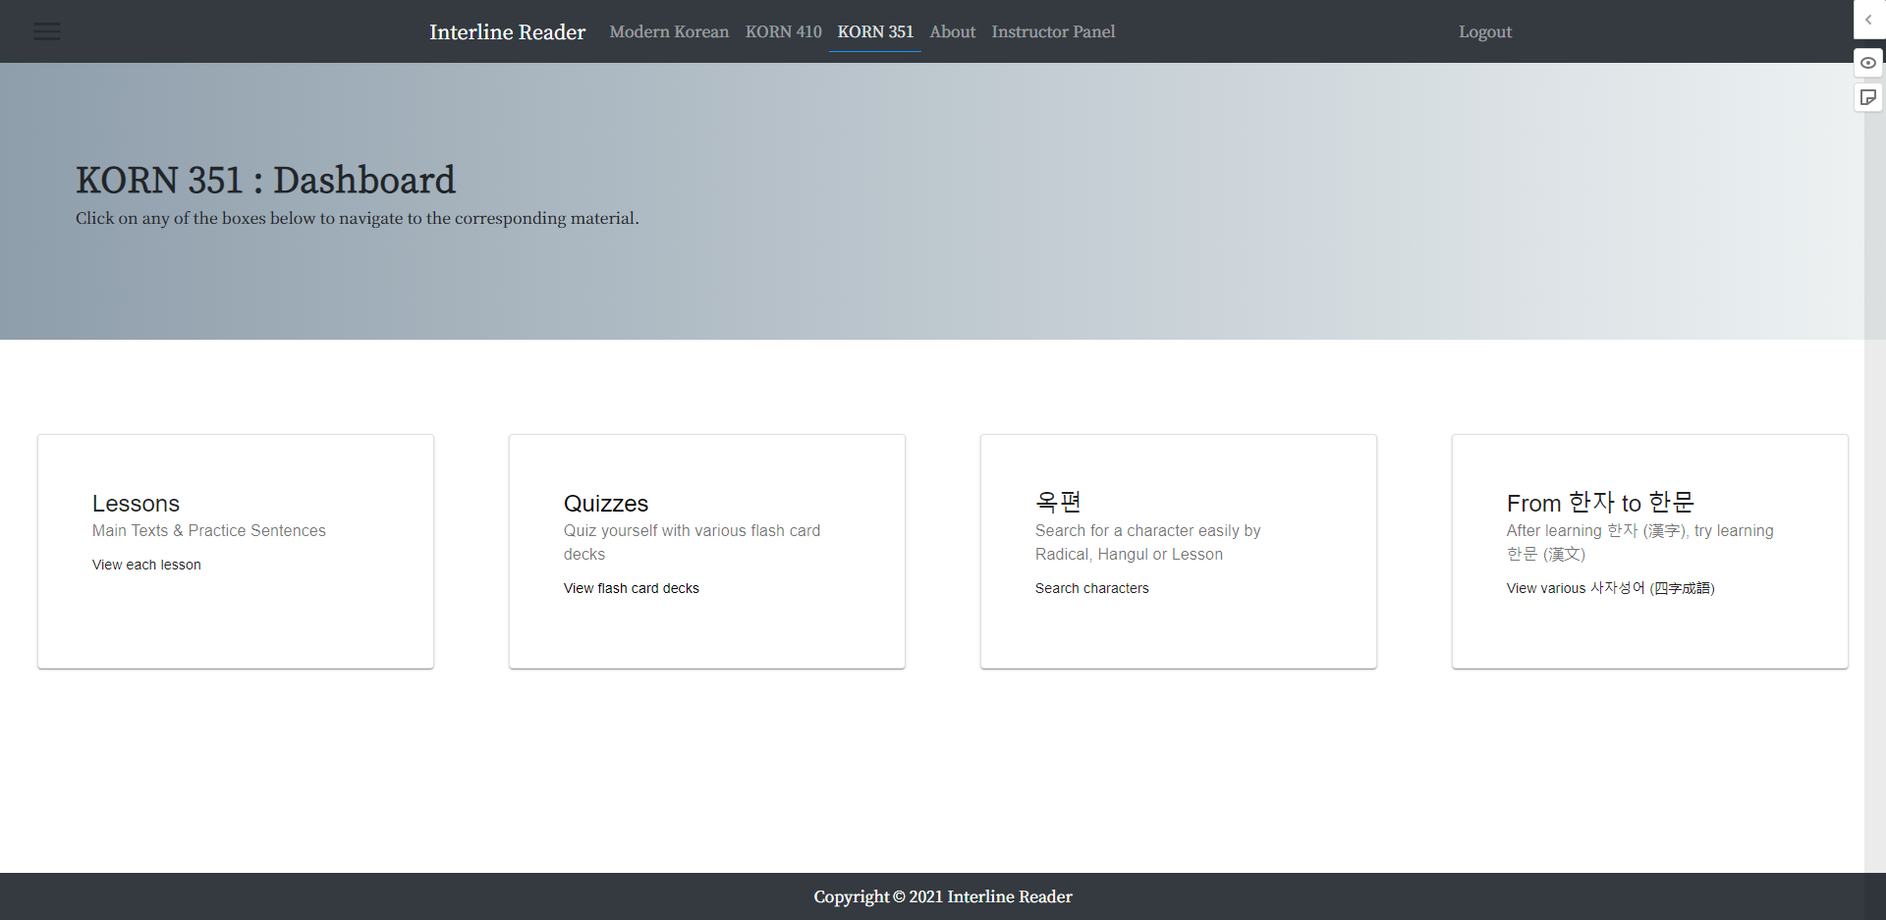 Interline Reader Modern Korean KORN 410 KORN 351 About Instructor Panel Logout
KORN 351 : Dashboard
Click on any of the boxes below to navigate to the corresponding material.
Lessons
Main Texts & Practice Sentences
View each lesson
Quizzes
Quiz yourself with various flash card
decks
View flash card decks
옥편
Search for a character easily by
Radical, Hangul or Lesson
Search characters
From 한자 to 한문
After learning 한자 (漢字), try learning
한문 (漢文)
View various 사자성어 (四字成語)
Copyright © 2021 Interline Reader